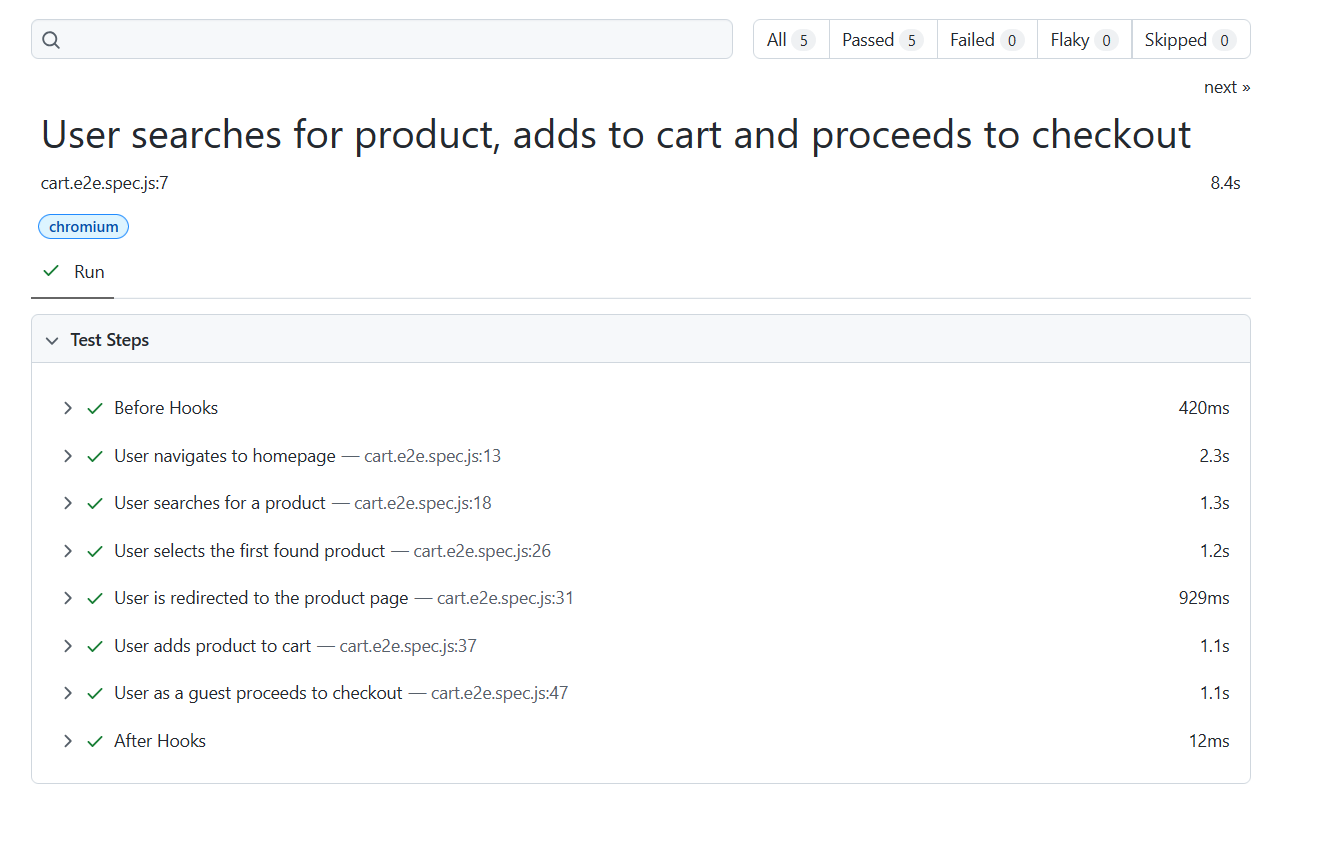 All 5 Passed 5 Failed 0 Flaky 0 Skipped 0
next »
User searches for product, adds to cart and proceeds to checkout
cart.e2e.spec.js:7 8.4s
chromium
Run
Test Steps
Before Hooks 420ms
User navigates to homepage — cart.e2e.spec.js:13 2.3s
User searches for a product — cart.e2e.spec.js:18 1.3s
User selects the first found product — cart.e2e.spec.js:26 1.2s
User is redirected to the product page — cart.e2e.spec.js:31 929ms
User adds product to cart — cart.e2e.spec.js:37 1.1s
User as a guest proceeds to checkout — cart.e2e.spec.js:47 1.1s
After Hooks 12ms